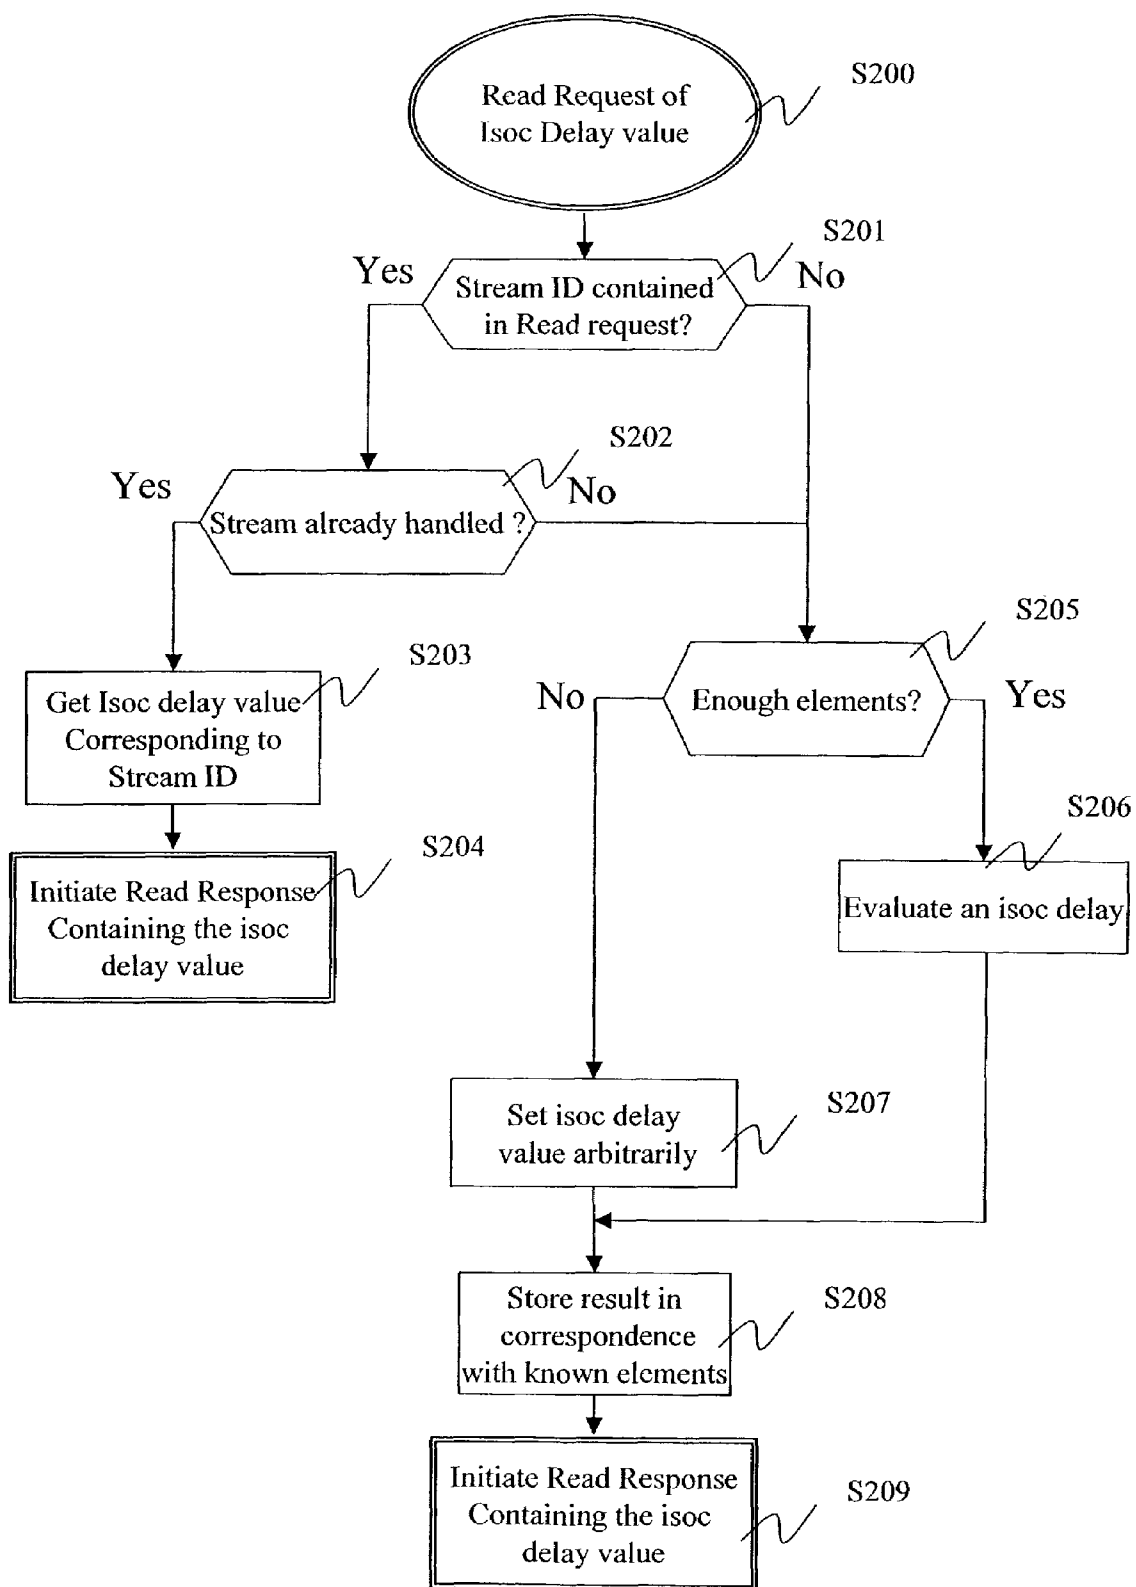 Read Request of
Isoc Delay value
S200
S201
Yes
No
Stream ID contained
in Read request?
S202
Yes
No
Stream already handled ?
S205
S203
No
Yes
Enough elements?
Get Isoc delay value
Corresponding to
Stream ID
S206
S204
Initiate Read Response
Containing the isoc
delay value
Evaluate an isoc delay
S207
Set isoc delay
value arbitrarily
S208
Store result in
correspondence
with known elements
S209
Initiate Read Response
Containing the isoc
delay value